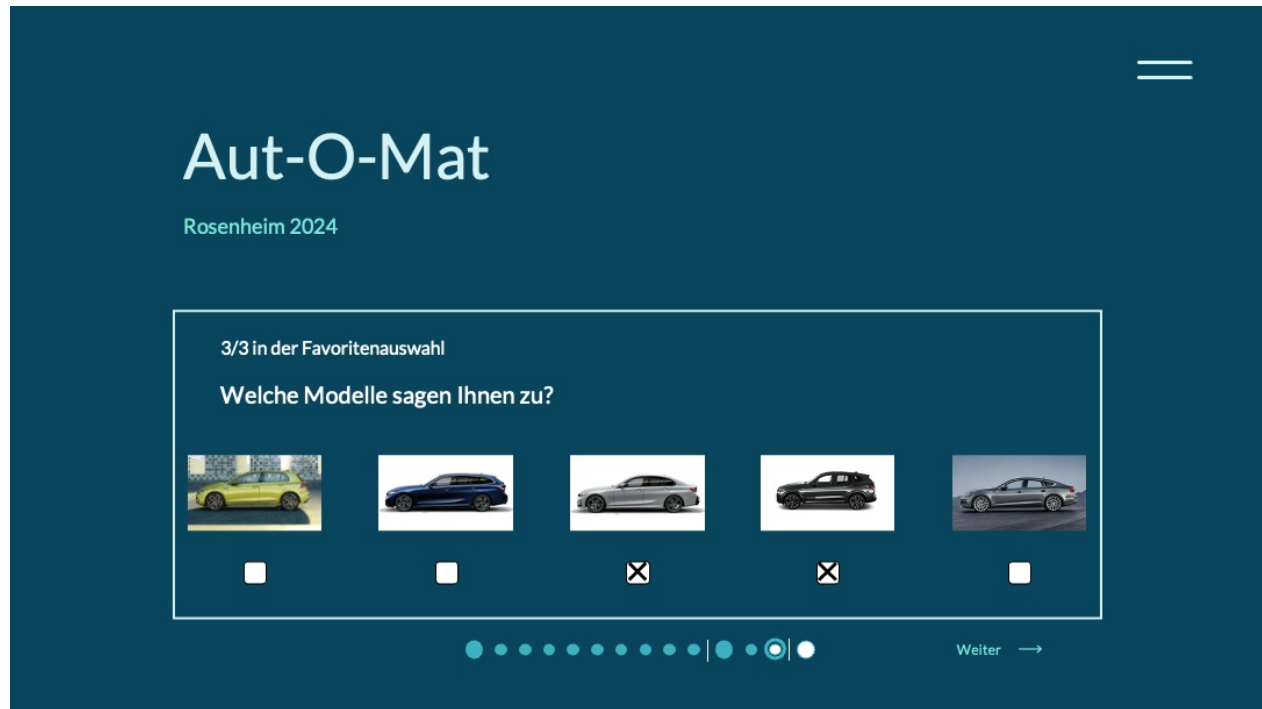 Aut-O-Mat
Rosenheim 2024
3/3 in der Favoritenauswahl
Welche Modelle sagen Ihnen zu?
Weiter →